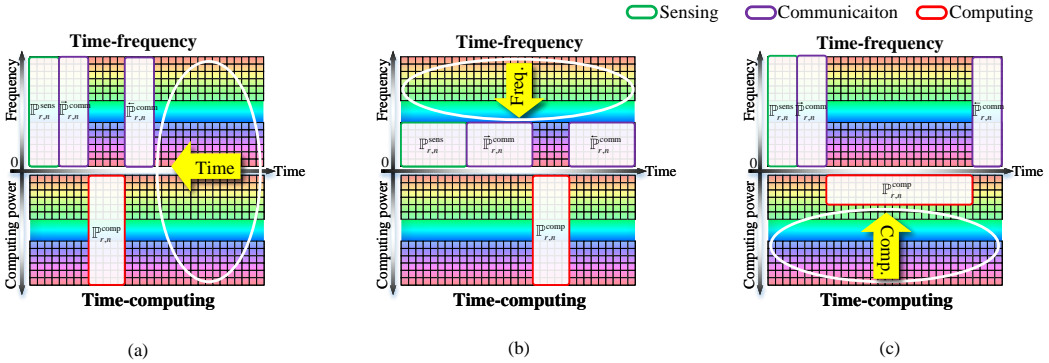 Sensing Communicaiton Computing
Time-frequency
Frequency
ℙ^sens_r,n
ℙ⃗^comm_r,n
ℙ⃖^comm_r,n
0
Time
Time
Computing power
ℙ^comp_r,n
Time-computing
(a)
Time-frequency
Frequency
Freq.
ℙ^sens_r,n
ℙ⃗^comm_r,n
ℙ⃖^comm_r,n
0
Time
Computing power
ℙ^comp_r,n
Time-computing
(b)
Time-frequency
Frequency
ℙ^sens_r,n
ℙ⃗^comm_r,n
ℙ⃖^comm_r,n
0
Time
Computing power
ℙ^comp_r,n
Comp.
Time-computing
(c)